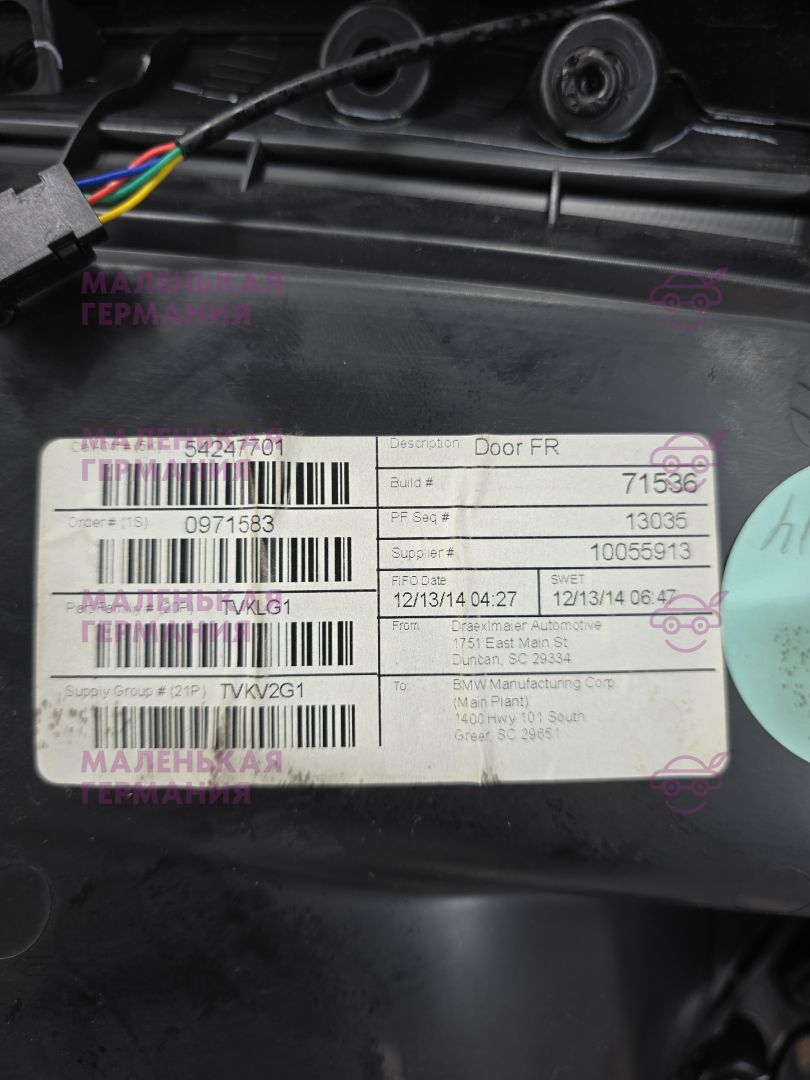 МАЛЕНЬКАЯ
ГЕРМАНИЯ
54247701
Order # (1S) 0971583
TVKLG1
Supply Group # (21P) TVKV2G1
Description Door FR
Build # 71536
PF Seq # 13035
Supplier # 10055913
FIFO Date 12/13/14 04:27
SWET 12/13/14 06:47
From: Draexlmaier Automotive
1751 East Main St
Duncan, SC 29334
To: BMW Manufacturing Corp.
(Main Plant)
1400 Hwy 101 South
Greer, SC 29651
МАЛЕНЬКАЯ
ГЕРМАНИЯ
МАЛЕНЬКАЯ
ГЕРМАНИЯ
МАЛЕНЬКАЯ
ГЕРМАНИЯ